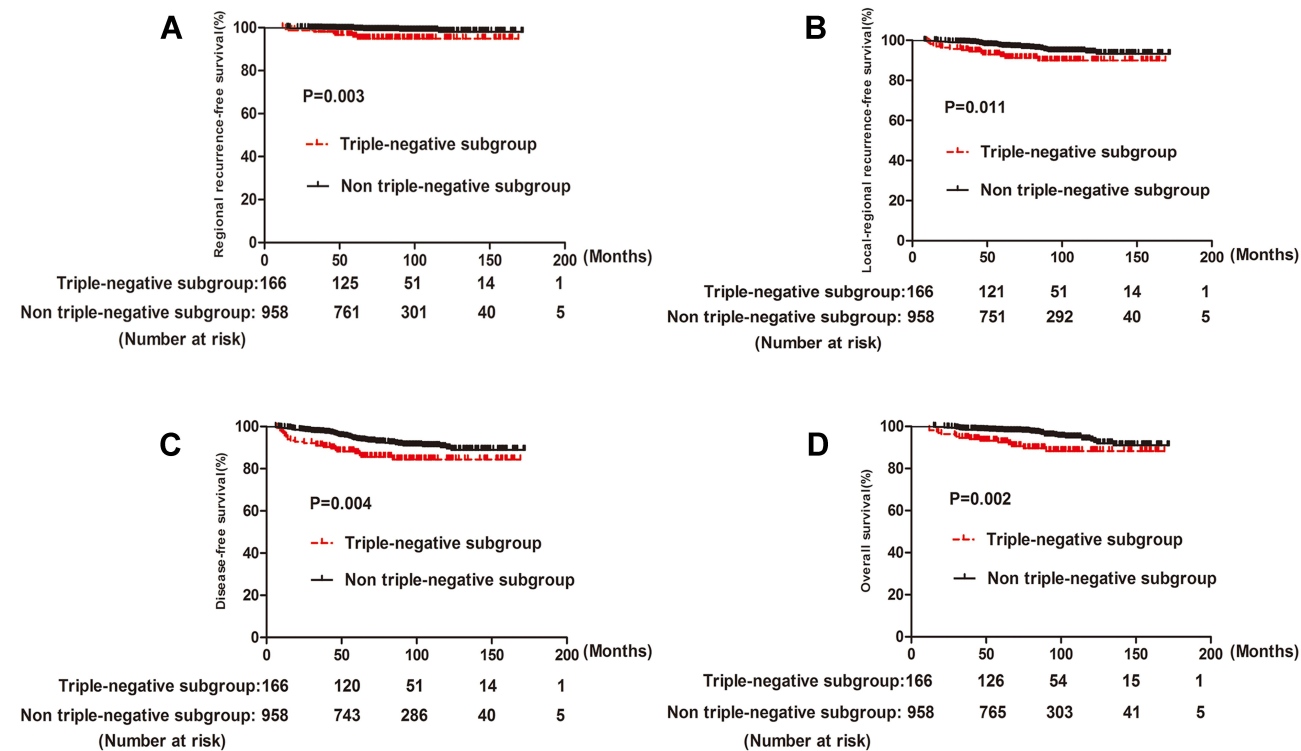 A
Regional recurrence-free survival(%)
100
80
60
40
20
0
P=0.003
Triple-negative subgroup
Non triple-negative subgroup
0 50 100 150 200 (Months)
Triple-negative subgroup:166 125 51 14 1
Non triple-negative subgroup: 958 761 301 40 5
(Number at risk)
B
Local-regional recurrence-free survival(%)
100
80
60
40
20
0
P=0.011
Triple-negative subgroup
Non triple-negative subgroup
0 50 100 150 200 (Months)
Triple-negative subgroup:166 121 51 14 1
Non triple-negative subgroup: 958 751 292 40 5
(Number at risk)
C
Disease-free survival(%)
100
80
60
40
20
0
P=0.004
Triple-negative subgroup
Non triple-negative subgroup
0 50 100 150 200 (Months)
Triple-negative subgroup:166 120 51 14 1
Non triple-negative subgroup: 958 743 286 40 5
(Number at risk)
D
Overall survival(%)
100
80
60
40
20
0
P=0.002
Triple-negative subgroup
Non triple-negative subgroup
0 50 100 150 200 (Months)
Triple-negative subgroup:166 126 54 15 1
Non triple-negative subgroup: 958 765 303 41 5
(Number at risk)